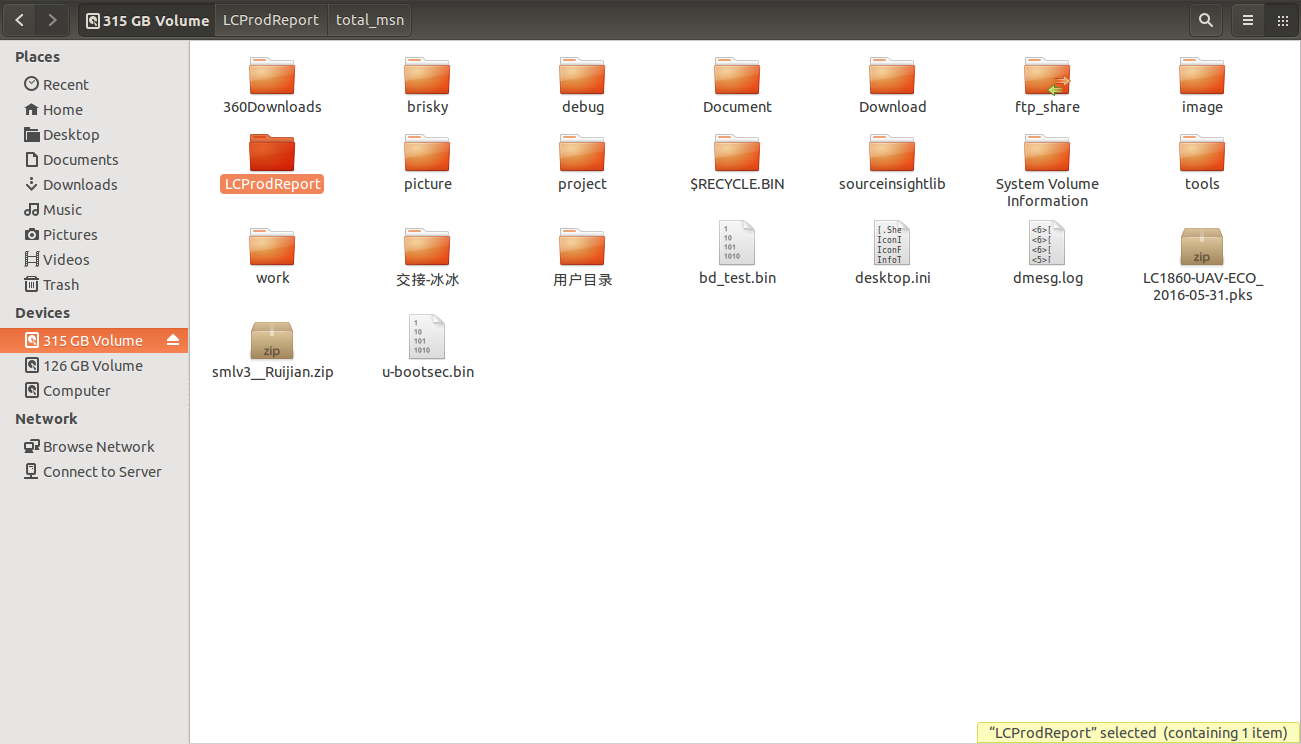 315 GB Volume LCProdReport total_msn
Places
Recent
Home
Desktop
Documents
Downloads
Music
Pictures
Videos
Trash
Devices
315 GB Volume
126 GB Volume
Computer
Network
Browse Network
Connect to Server
360Downloads brisky debug Document Download ftp_share image
LCProdReport picture project $RECYCLE.BIN sourceinsightlib System Volume Information tools
1
10
101
1010
[.She
IconI
IconF
InfoT
<6>[
<6>[
<6>[
<5>[
zip
work 交接-冰冰 用户目录 bd_test.bin desktop.ini dmesg.log LC1860-UAV-ECO_
2016-05-31.pks
zip
1
10
101
1010
smlv3__Ruijian.zip u-bootsec.bin
“LCProdReport” selected (containing 1 item)